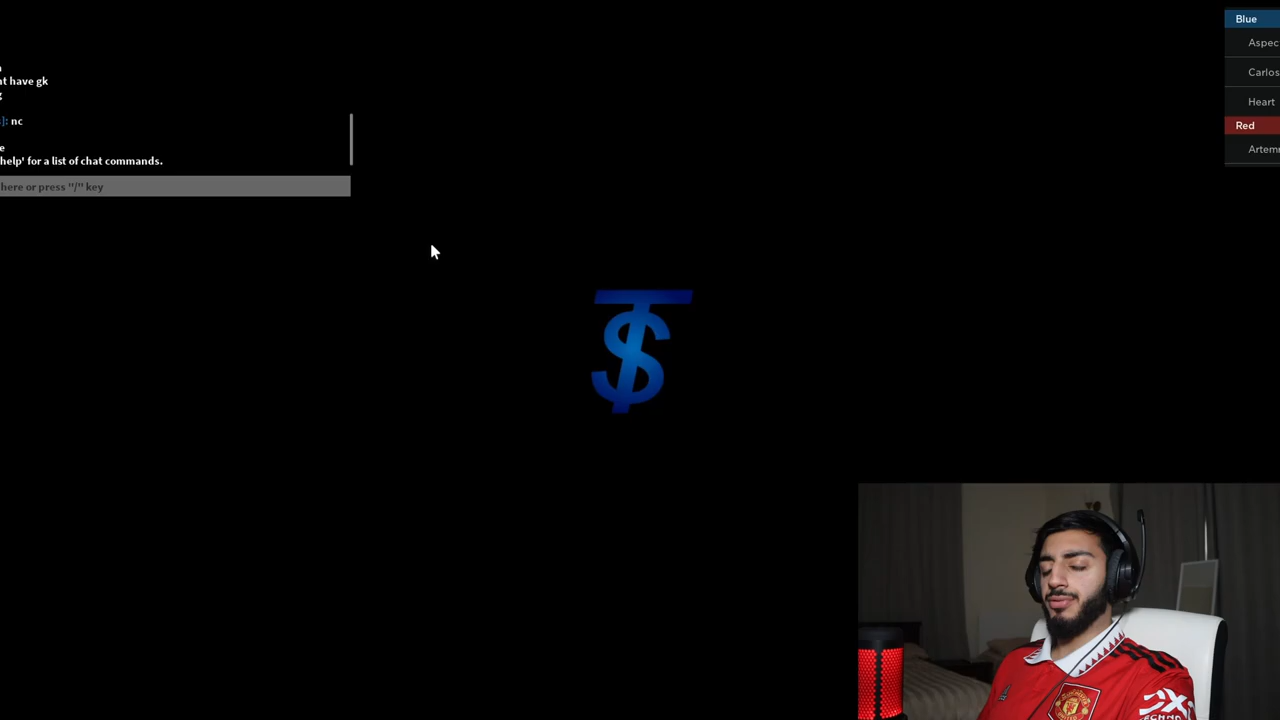 nt have gk
]: nc
e
help' for a list of chat commands.
here or press "/" key
Blue
Aspec
Carlos
Heart
Red
Artem